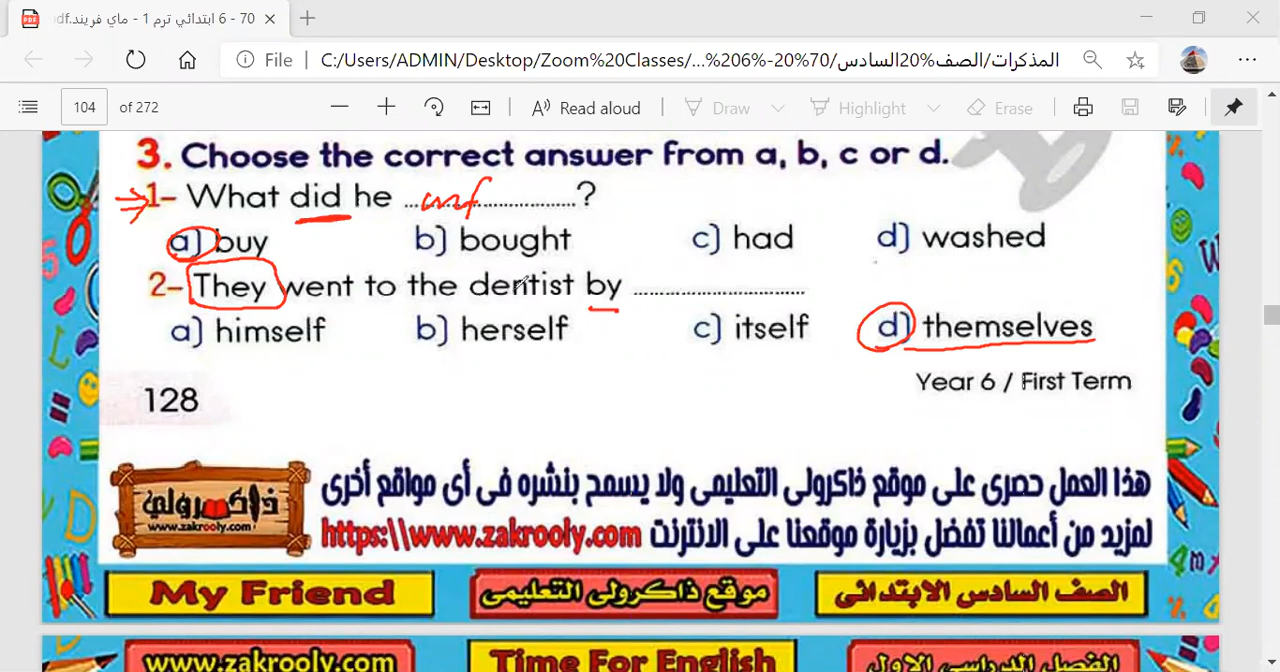 70 - 6 ابتدائي ترم 1 - ماي فريند.pdf
File
C:/Users/ADMIN/Desktop/Zoom%20Classes/...المذكرات/الصف%20السادس/70%20-%206%
104 of 272
Read aloud
Draw
Highlight
Erase
3. Choose the correct answer from a, b, c or d.
1- What did he ... inf ...............?
a) buy b) bought c) had d) washed
2- They went to the dentist by ..........................
a) himself b) herself c) itself d) themselves
Year 6 / First Term
128
هذا العمل حصرى على موقع ذاكرولى التعليمى ولا يسمح بنشره فى أى مواقع أخرى
لمزيد من أعمالنا تفضل بزيارة موقعنا على الانترنت https:\\www.zakrooly.com
ذاكرولي
www.zakrooly.com
My Friend
موقع ذاكرولى التعليمى
الصف السادس الابتدائى
www.zakrooly.com
Time For English
الفصل الدراسى الاول